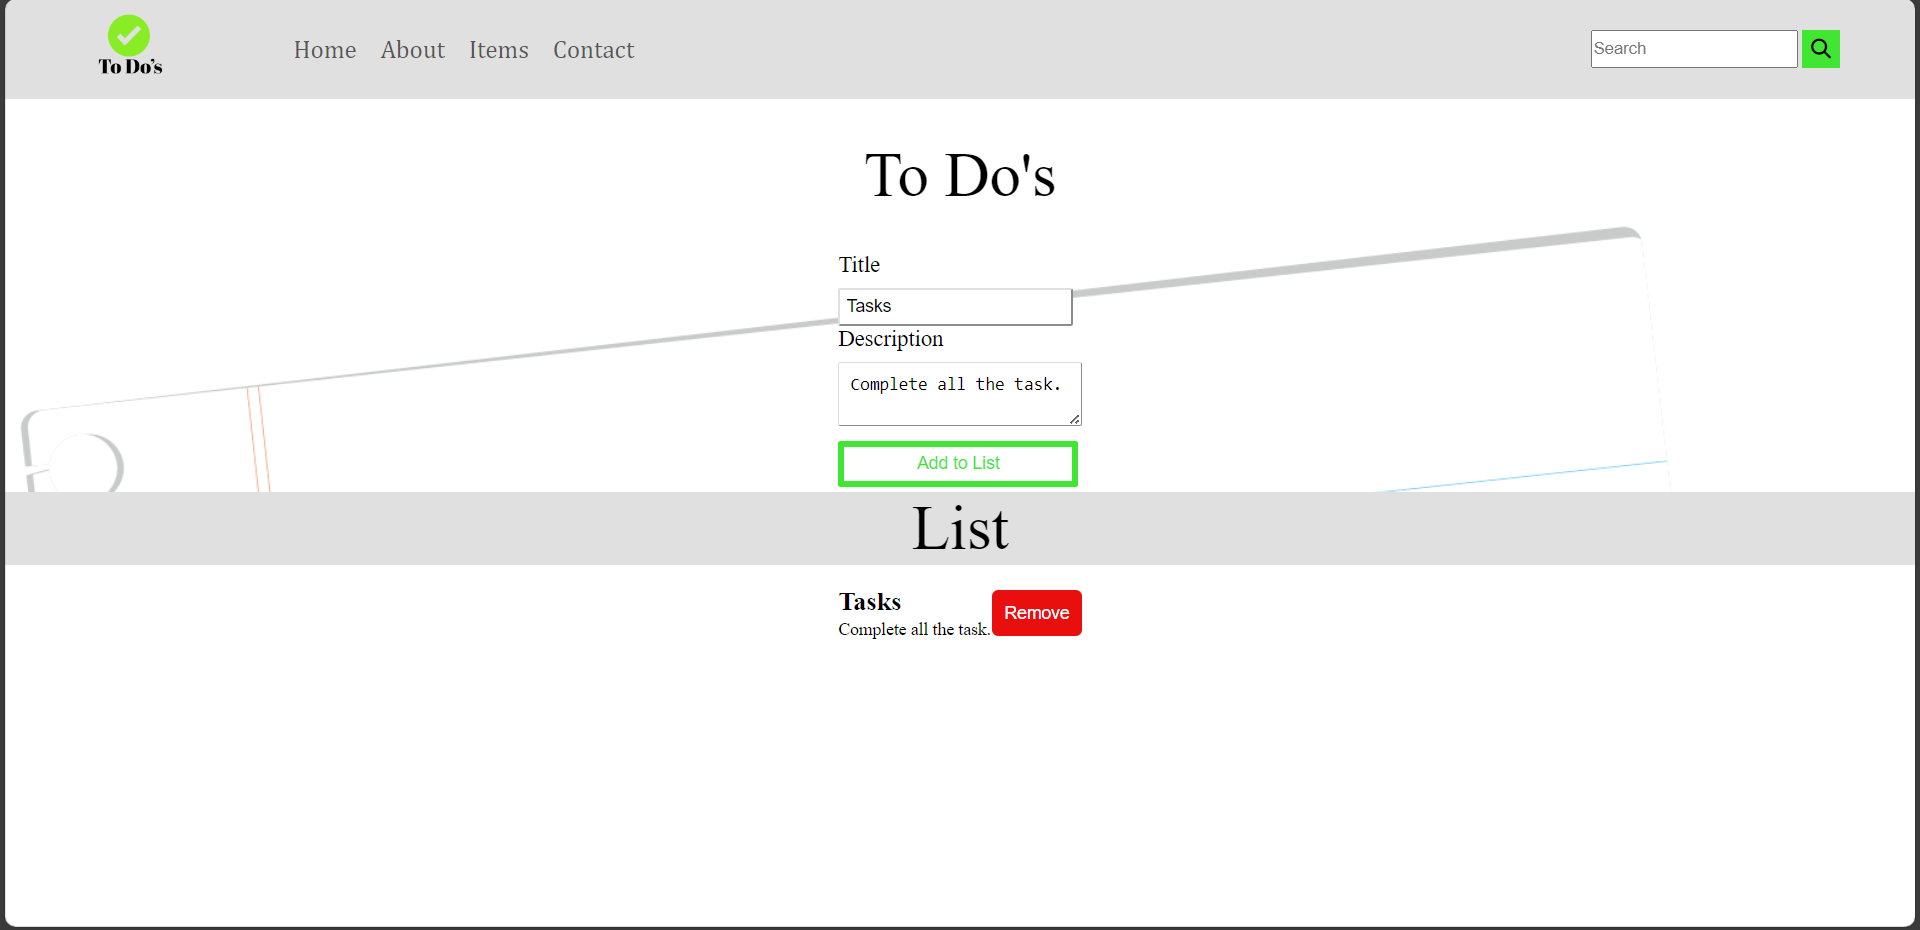 To Do's
Home About Items Contact
Search
To Do's
Title
Tasks
Description
Complete all the task.
Add to List
List
Tasks
Complete all the task.
Remove